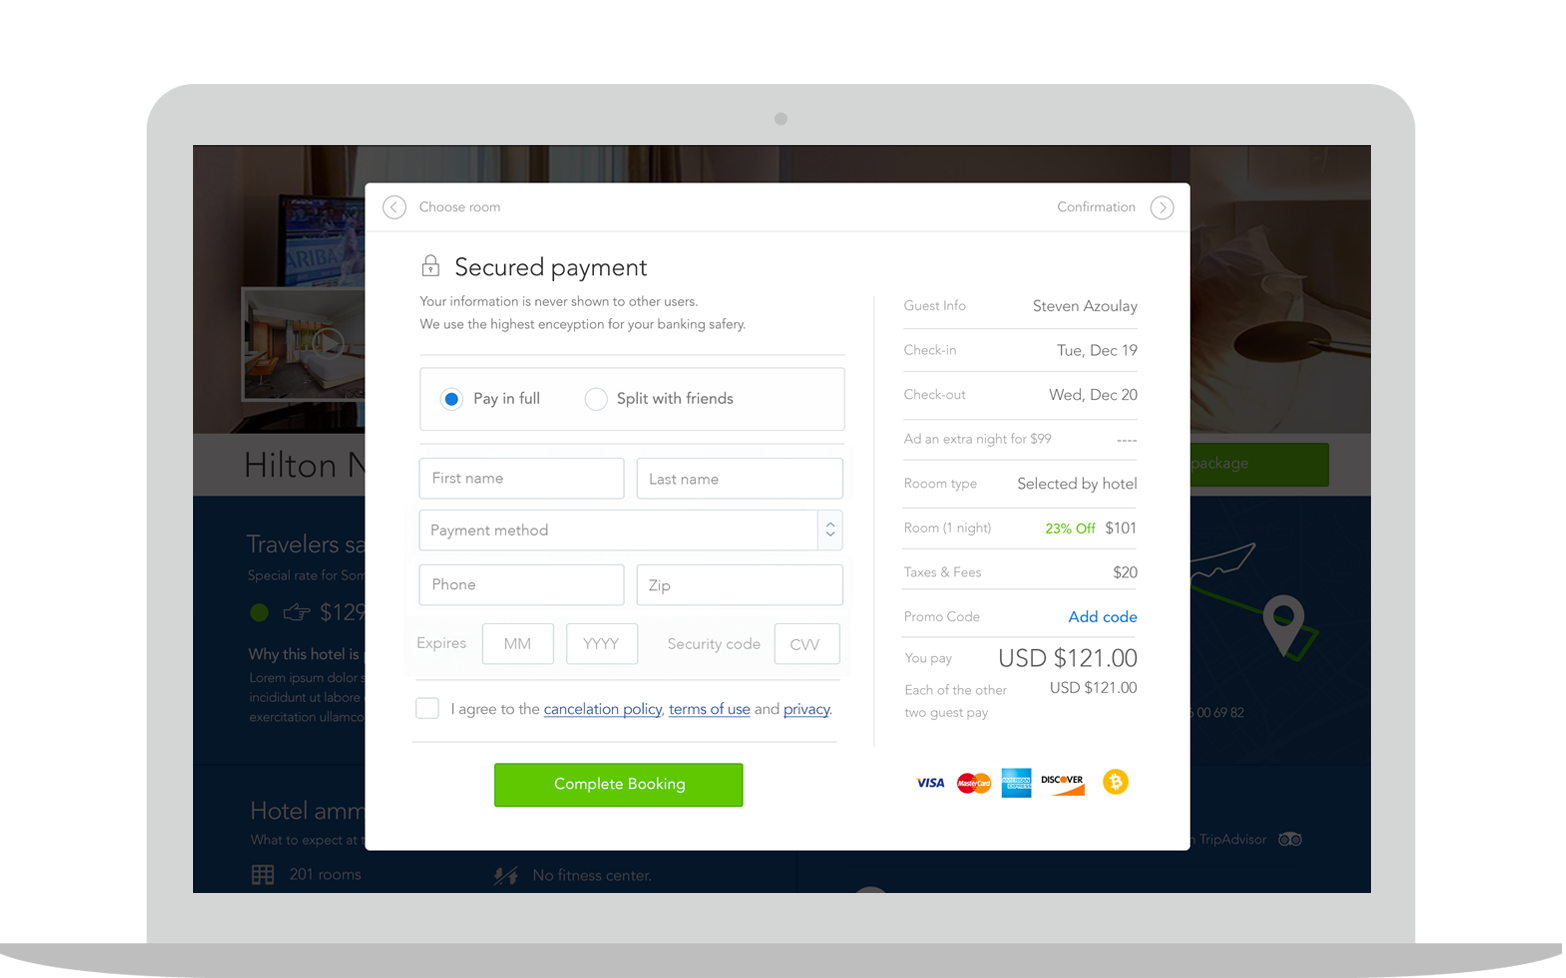 Choose room
Confirmation
Secured payment
Your information is never shown to other users.
We use the highest enceyption for your banking safery.
Pay in full
Split with friends
First name
Last name
Payment method
Phone
Zip
Expires
MM
YYYY
Security code
CVV
I agree to the cancelation policy, terms of use and privacy.
Complete Booking
Guest Info
Steven Azoulay
Check-in
Tue, Dec 19
Check-out
Wed, Dec 20
Ad an extra night for $99
----
Rooom type
Selected by hotel
Room (1 night)
23% Off $101
Taxes & Fees
$20
Promo Code
Add code
You pay
USD $121.00
Each of the other
two guest pay
USD $121.00
VISA
MasterCard
AMERICAN EXPRESS
DISCOVER
ARIBAS
Hilton N
package
Travelers sa
Special rate for Som
$129
Why this hotel is
Lorem ipsum dolor s
incididunt ut labore
exercitation ullamco
6 00 69 82
Hotel amm
What to expect at t
201 rooms
No fitness center.
n TripAdvisor